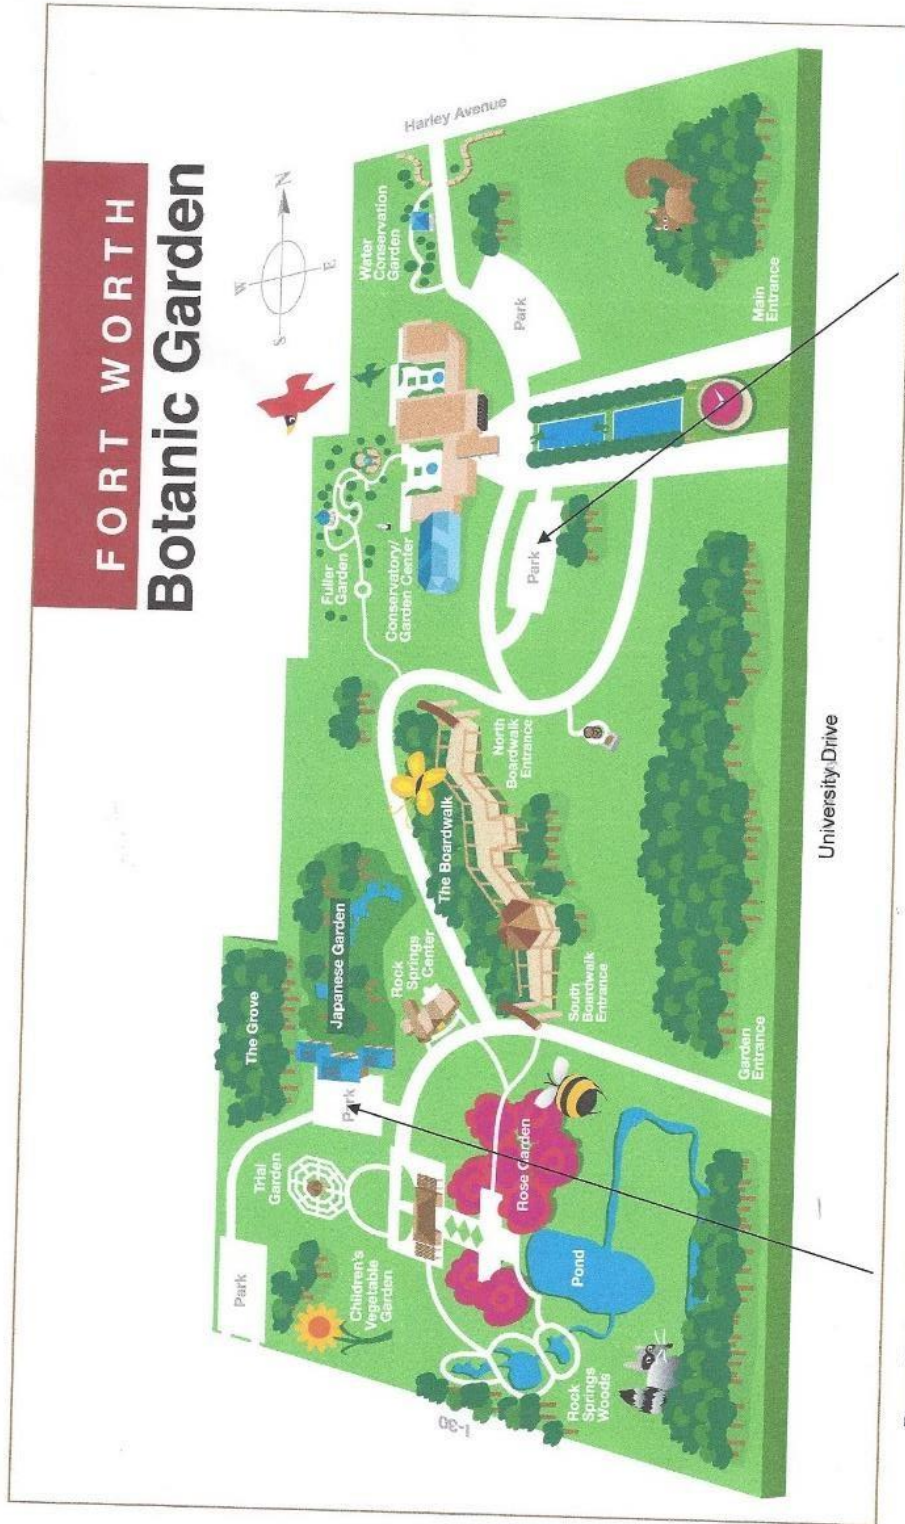 FORT WORTH
Botanic Garden
W
S
N
E
Harley Avenue
Water
Conservation
Garden
Park
Main
Entrance
Fuller
Garden
Conservatory/
Garden Center
Park
North
Boardwalk
Entrance
The Boardwalk
South
Boardwalk
Entrance
The Grove
Japanese Garden
Rock
Springs
Center
Park
Trial
Garden
Rose Garden
Garden
Entrance
Park
Children's
Vegetable
Garden
Pond
Rock
Springs
Woods
I-30
University Drive